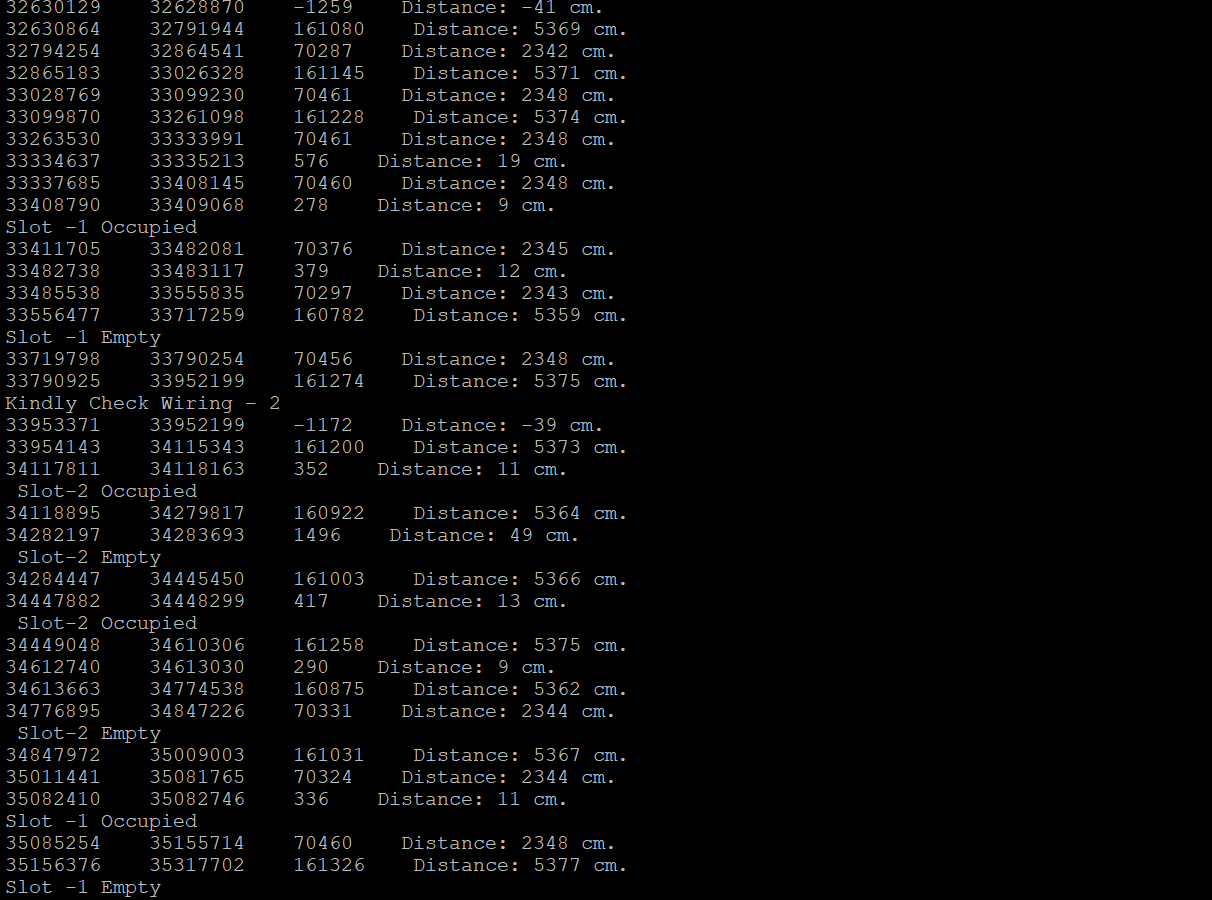 32630129    32628870    -1259    Distance: -41 cm.
32630864    32791944    161080    Distance: 5369 cm.
32794254    32864541    70287    Distance: 2342 cm.
32865183    33026328    161145    Distance: 5371 cm.
33028769    33099230    70461    Distance: 2348 cm.
33099870    33261098    161228    Distance: 5374 cm.
33263530    33333991    70461    Distance: 2348 cm.
33334637    33335213    576    Distance: 19 cm.
33337685    33408145    70460    Distance: 2348 cm.
33408790    33409068    278    Distance: 9 cm.
Slot -1 Occupied
33411705    33482081    70376    Distance: 2345 cm.
33482738    33483117    379    Distance: 12 cm.
33485538    33555835    70297    Distance: 2343 cm.
33556477    33717259    160782    Distance: 5359 cm.
Slot -1 Empty
33719798    33790254    70456    Distance: 2348 cm.
33790925    33952199    161274    Distance: 5375 cm.
Kindly Check Wiring - 2
33953371    33952199    -1172    Distance: -39 cm.
33954143    34115343    161200    Distance: 5373 cm.
34117811    34118163    352    Distance: 11 cm.
 Slot-2 Occupied
34118895    34279817    160922    Distance: 5364 cm.
34282197    34283693    1496    Distance: 49 cm.
 Slot-2 Empty
34284447    34445450    161003    Distance: 5366 cm.
34447882    34448299    417    Distance: 13 cm.
 Slot-2 Occupied
34449048    34610306    161258    Distance: 5375 cm.
34612740    34613030    290    Distance: 9 cm.
34613663    34774538    160875    Distance: 5362 cm.
34776895    34847226    70331    Distance: 2344 cm.
 Slot-2 Empty
34847972    35009003    161031    Distance: 5367 cm.
35011441    35081765    70324    Distance: 2344 cm.
35082410    35082746    336    Distance: 11 cm.
Slot -1 Occupied
35085254    35155714    70460    Distance: 2348 cm.
35156376    35317702    161326    Distance: 5377 cm.
Slot -1 Empty